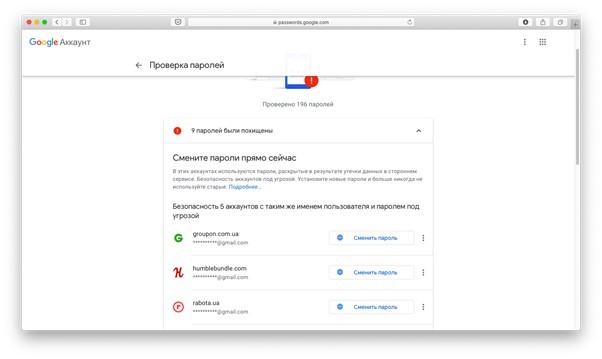 passwords.google.com
Google Аккаунт
Проверка паролей
Проверено 196 паролей
9 паролей были похищены
Смените пароли прямо сейчас
В этих аккаунтах используются пароли, раскрытые в результате утечки данных в стороннем
сервисе. Безопасность аккаунтов под угрозой. Установите новые пароли и больше никогда не
используйте старые. Подробнее…
Безопасность 5 аккаунтов с таким же именем пользователя и паролем под
угрозой
groupon.com.ua
**********@gmail.com
Сменить пароль
humblebundle.com
**********@gmail.com
Сменить пароль
rabota.ua
**********@gmail.com
Сменить пароль